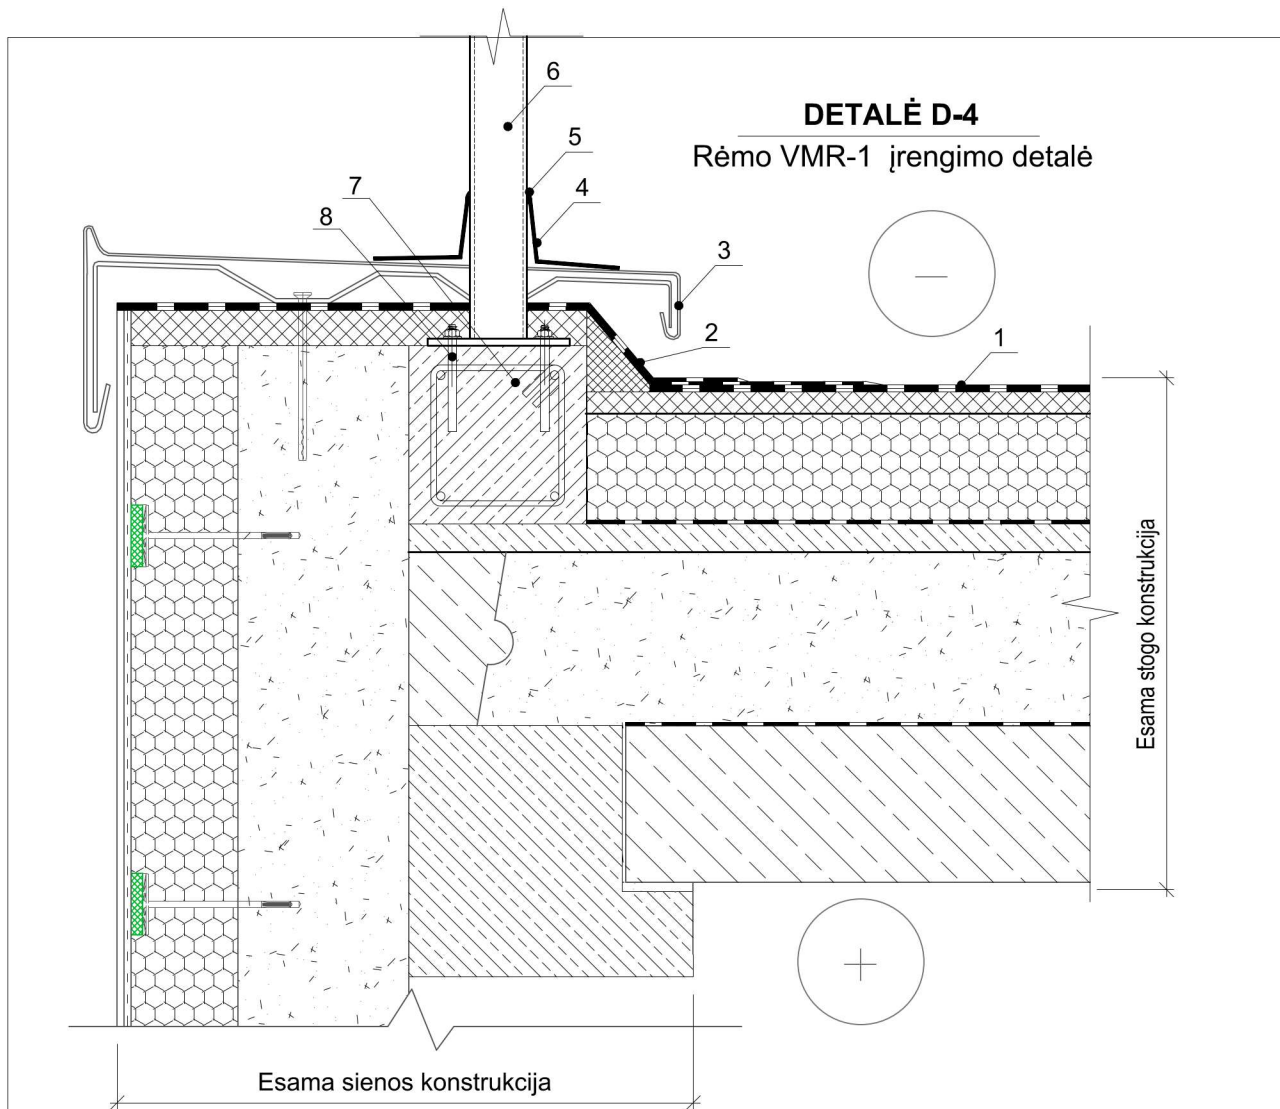 DETALĖ D-4
Rėmo VMR-1 įrengimo detalė
6
5
4
7
8
3
2
1
Esama stogo konstrukcija
Esama sienos konstrukcija